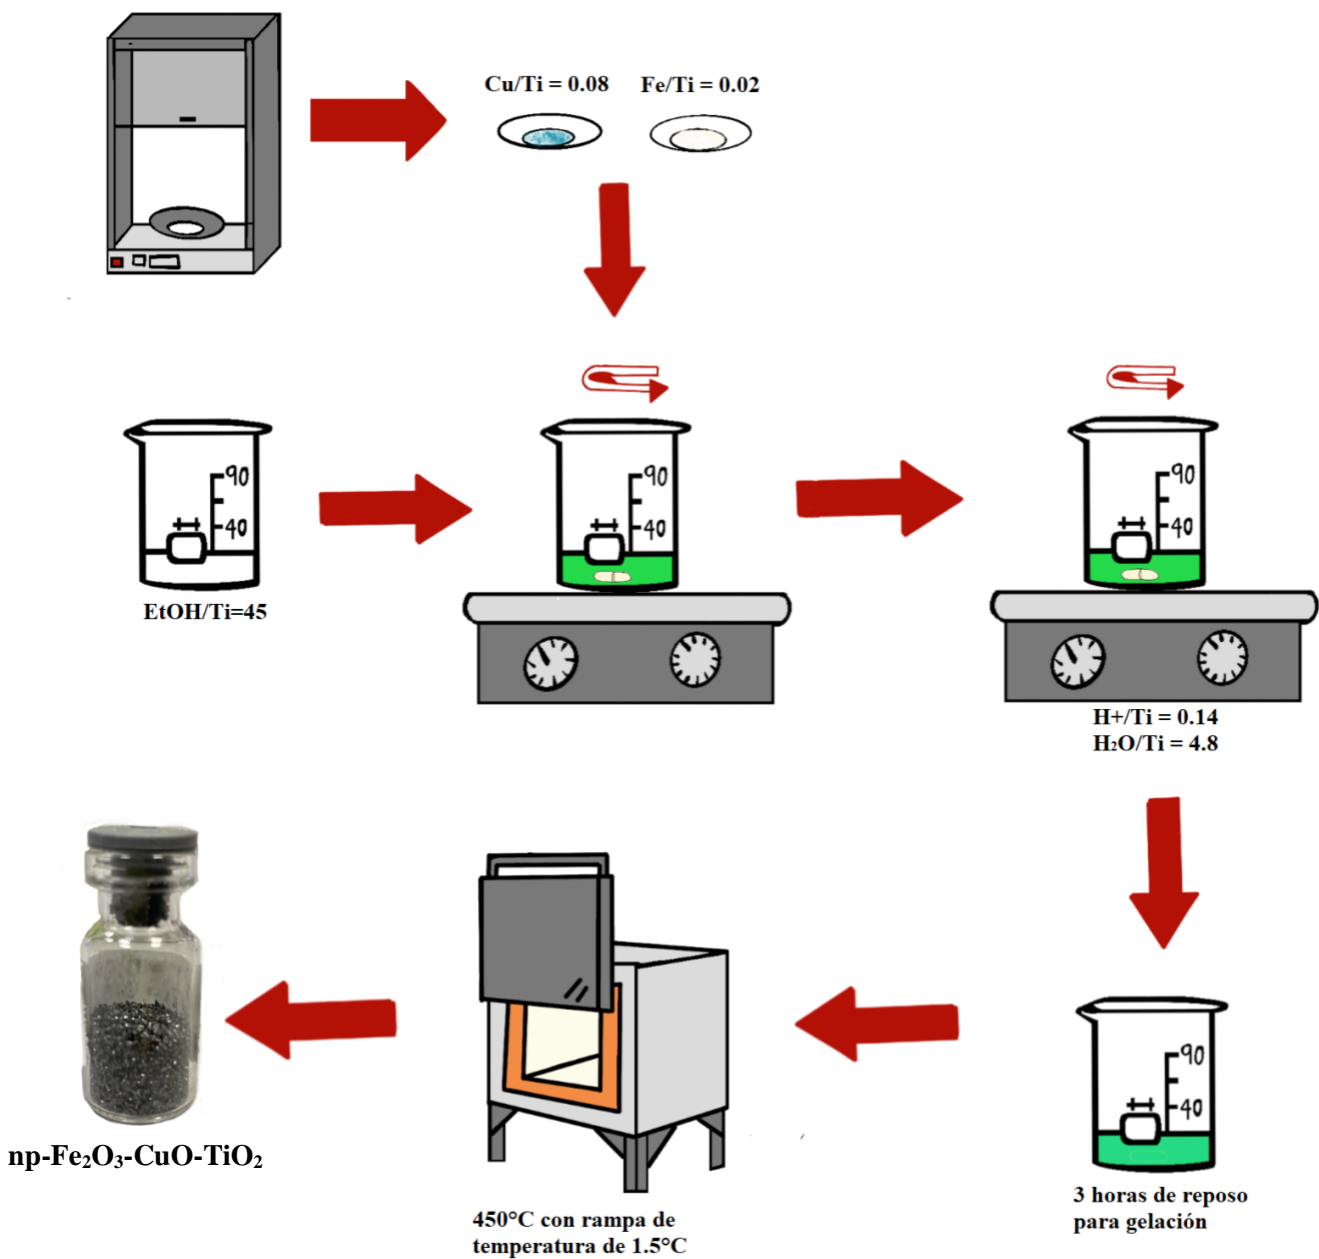 Cu/Ti = 0.08
Fe/Ti = 0.02
90
40
EtOH/Ti=45
90
40
90
40
H+/Ti = 0.14
H₂O/Ti = 4.8
90
40
3 horas de reposo
para gelación
450°C con rampa de
temperatura de 1.5°C
np-Fe₂O₃-CuO-TiO₂